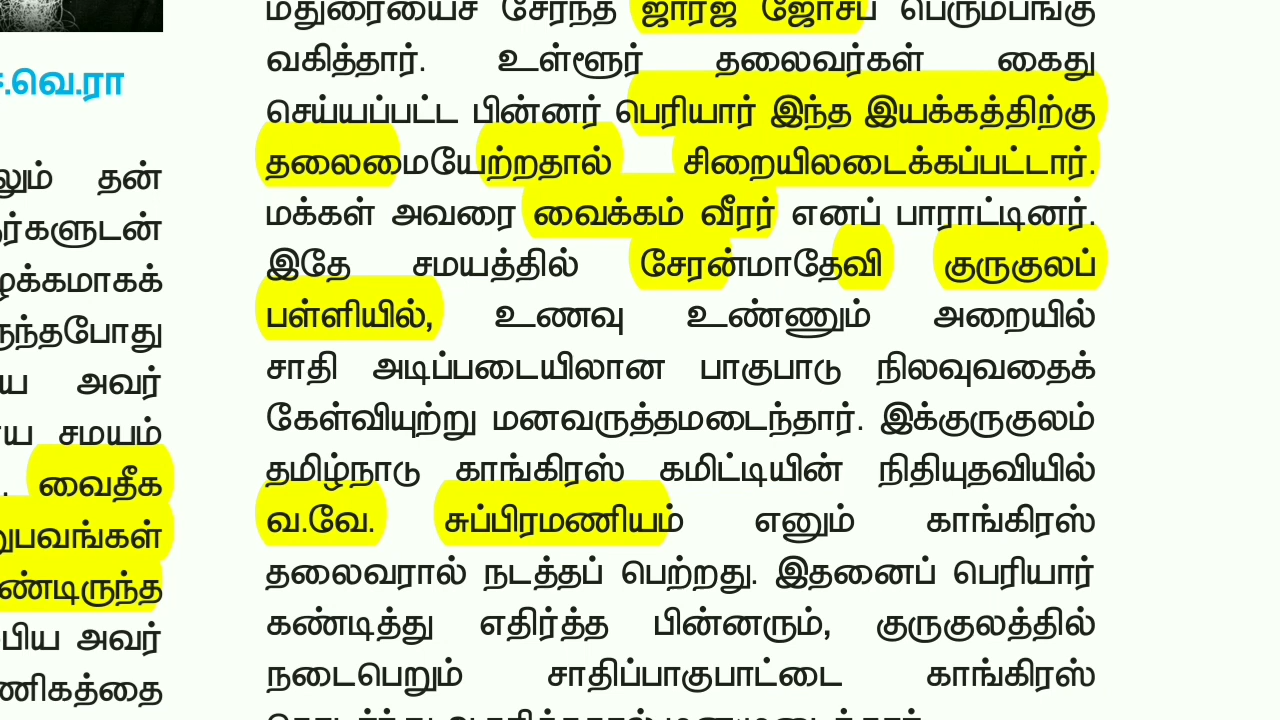 ச.வெ.ரா
லும் தன்
ர்களுடன்
ழக்கமாகக்
ருந்தபோது
ய அவர்
ய சமயம்
. வைதீக
னுபவங்கள்
ண்டிருந்த
பிய அவர்
ணிகத்தை
மதுரையைச் சேர்ந்த ஜார்ஜ் ஜோசப் பெரும்பங்கு
வகித்தார். உள்ளூர் தலைவர்கள் கைது
செய்யப்பட்ட பின்னர் பெரியார் இந்த இயக்கத்திற்கு
தலைமையேற்றதால் சிறையிலடைக்கப்பட்டார்.
மக்கள் அவரை வைக்கம் வீரர் எனப் பாராட்டினர்.
இதே சமயத்தில் சேரன்மாதேவி குருகுலப்
பள்ளியில், உணவு உண்ணும் அறையில்
சாதி அடிப்படையிலான பாகுபாடு நிலவுவதைக்
கேள்வியுற்று மனவருத்தமடைந்தார். இக்குருகுலம்
தமிழ்நாடு காங்கிரஸ் கமிட்டியின் நிதியுதவியில்
வ.வே. சுப்பிரமணியம் எனும் காங்கிரஸ்
தலைவரால் நடத்தப் பெற்றது. இதனைப் பெரியார்
கண்டித்து எதிர்த்த பின்னரும், குருகுலத்தில்
நடைபெறும் சாதிப்பாகுபாட்டை காங்கிரஸ்